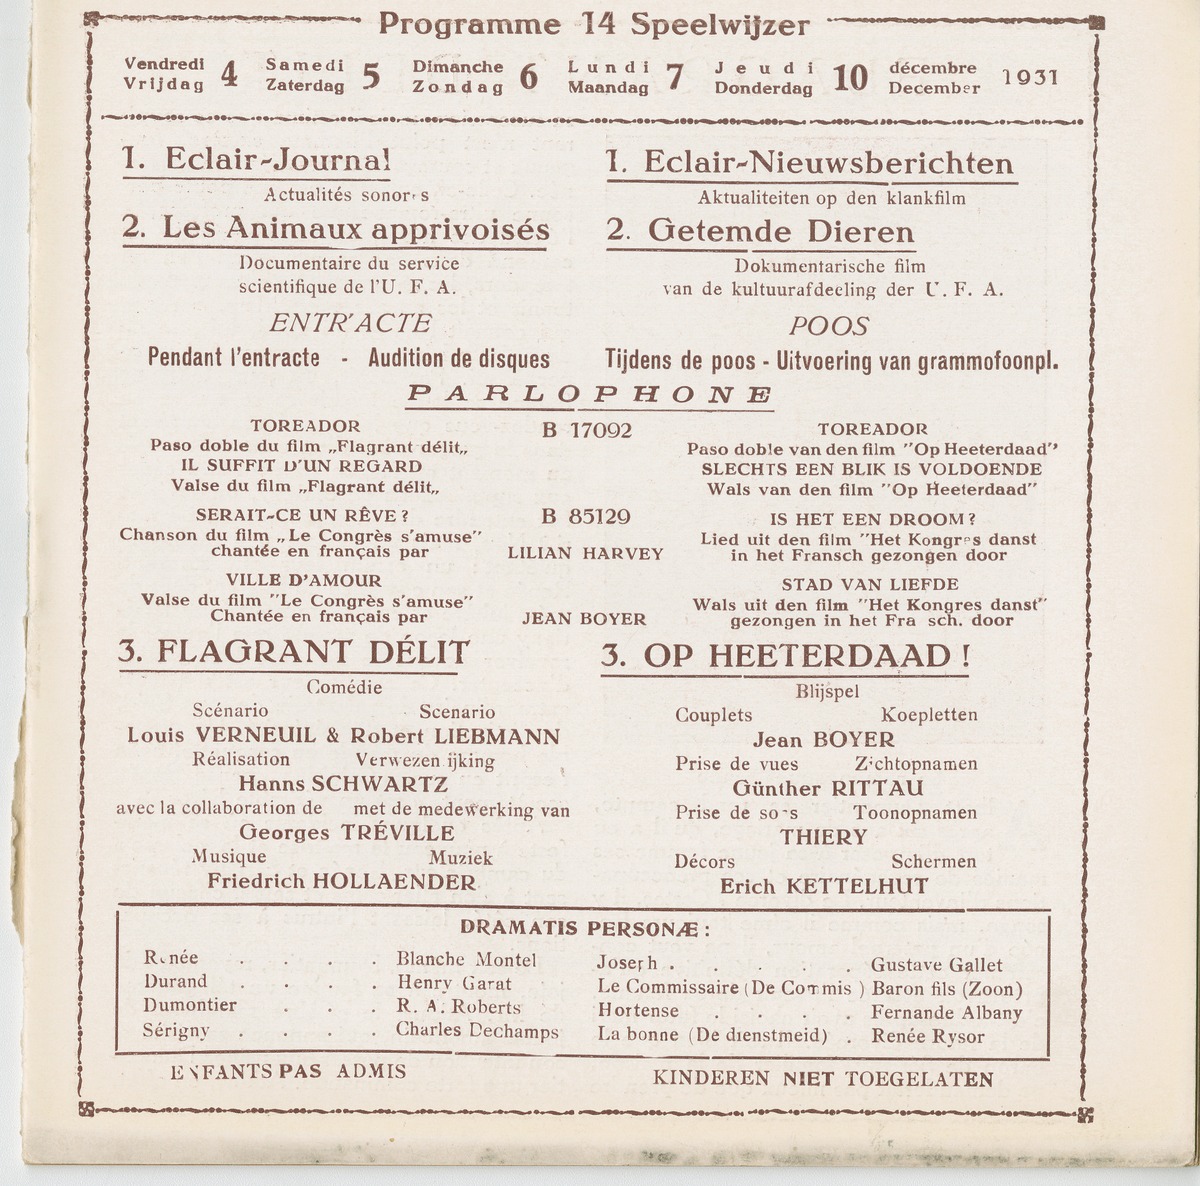 Programme 14 Speelwijzer
Vendredi 4 Samedi 5 Dimanche 6 Lundi 7 Jeudi 10 décembre 1931
Vrijdag Zaterdag Zondag Maandag Donderdag December
1. Eclair-Journal
Actualités sonores
2. Les Animaux apprivoisés
Documentaire du service
scientifique de l'U. F. A.
ENTR'ACTE
Pendant l'entracte - Audition de disques
1. Eclair-Nieuwsberichten
Aktualiteiten op den klankfilm
2. Getemde Dieren
Dokumentarische film
van de kultuurafdeeling der U. F. A.
POOS
Tijdens de poos - Uitvoering van grammofoonpl.
PARLOPHONE
TOREADOR B 17092 TOREADOR
Paso doble du film „Flagrant délit„ Paso doble van den film "Op Heeterdaad"
IL SUFFIT D'UN REGARD SLECHTS EEN BLIK IS VOLDOENDE
Valse du film „Flagrant délit„ Wals van den film "Op Heeterdaad"
SERAIT-CE UN RÊVE ? B 85129 IS HET EEN DROOM ?
Chanson du film „Le Congrès s'amuse" Lied uit den film "Het Kongres danst
chantée en français par LILIAN HARVEY in het Fransch gezongen door
VILLE D'AMOUR STAD VAN LIEFDE
Valse du film "Le Congrès s'amuse" Wals uit den film "Het Kongres danst"
Chantée en français par JEAN BOYER gezongen in het Fra sch. door
3. FLAGRANT DÉLIT
Comédie
Scénario Scenario
Louis VERNEUIL & Robert LIEBMANN
Réalisation Verwezen ijking
Hanns SCHWARTZ
avec la collaboration de met de medewerking van
Georges TRÉVILLE
Musique Muziek
Friedrich HOLLAENDER
3. OP HEETERDAAD !
Blijspel
Couplets Koepletten
Jean BOYER
Prise de vues Zichtopnamen
Günther RITTAU
Prise de sons Toonopnamen
THIERY
Décors Schermen
Erich KETTELHUT
DRAMATIS PERSONÆ :
Renée . . . . Blanche Montel
Durand . . . . Henry Garat
Dumontier . . . R. A. Roberts
Sérigny . . . . Charles Dechamps
Joseph . . . . . Gustave Gallet
Le Commissaire (De Commis ) Baron fils (Zoon)
Hortense . . . . Fernande Albany
La bonne (De dienstmeid) . Renée Rysor
ENFANTS PAS ADMIS
KINDEREN NIET TOEGELATEN